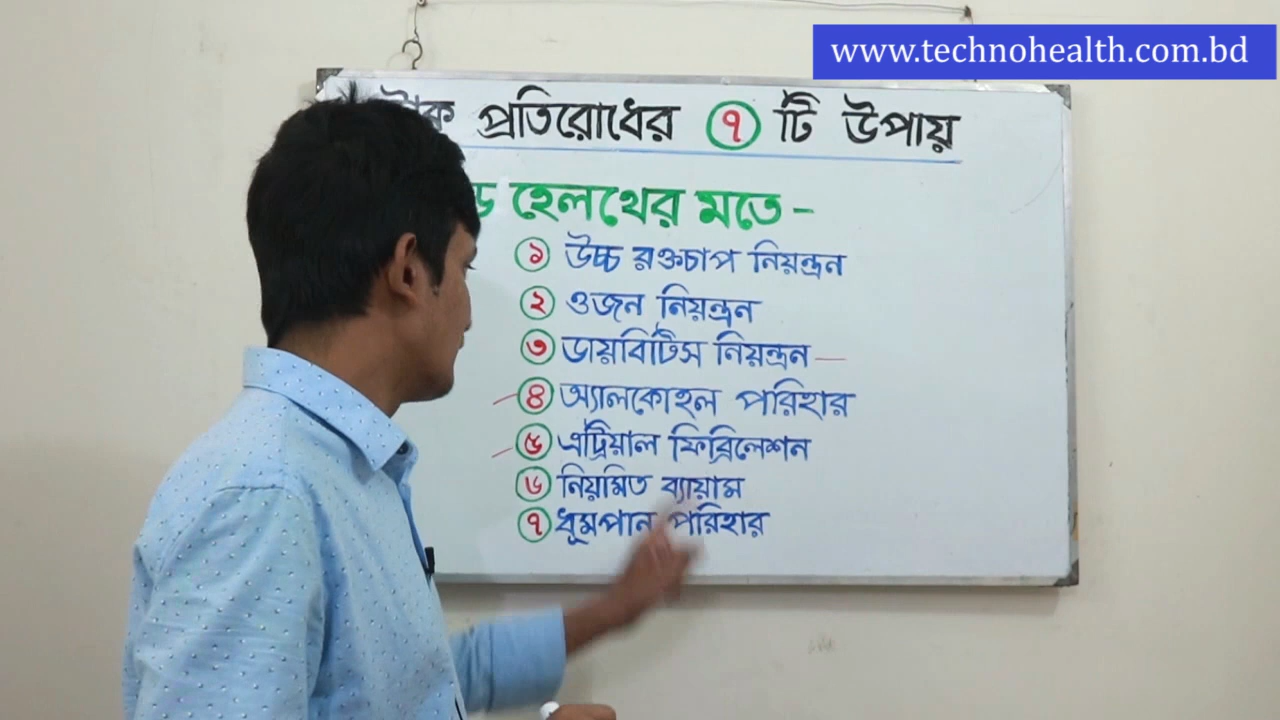 www.technohealth.com.bd
প্রতিরোধের ৭ টি উপায়
হেলথের মতে -
১ উচ্চ রক্তচাপ নিয়ন্ত্রন
২ ওজন নিয়ন্ত্রন
৩ ডায়বিটিস নিয়ন্ত্রন
৪ অ্যালকোহল পরিহার
৫ এট্রিয়াল ফিব্রিলেশন
৬ নিয়মিত ব্যায়াম
৭ ধূমপান পরিহার